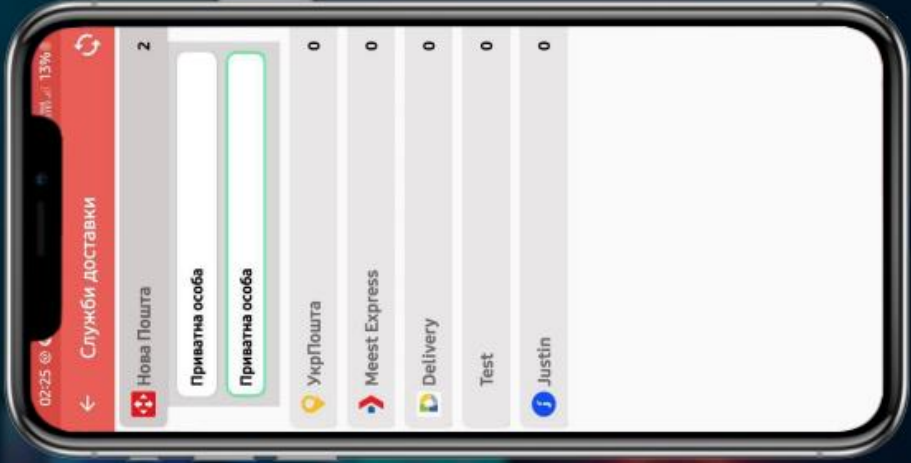 02:25
13%
Служби доставки
Нова Пошта 2
Приватна особа
Приватна особа
УкрПошта 0
Meest Express 0
Delivery 0
Test 0
Justin 0